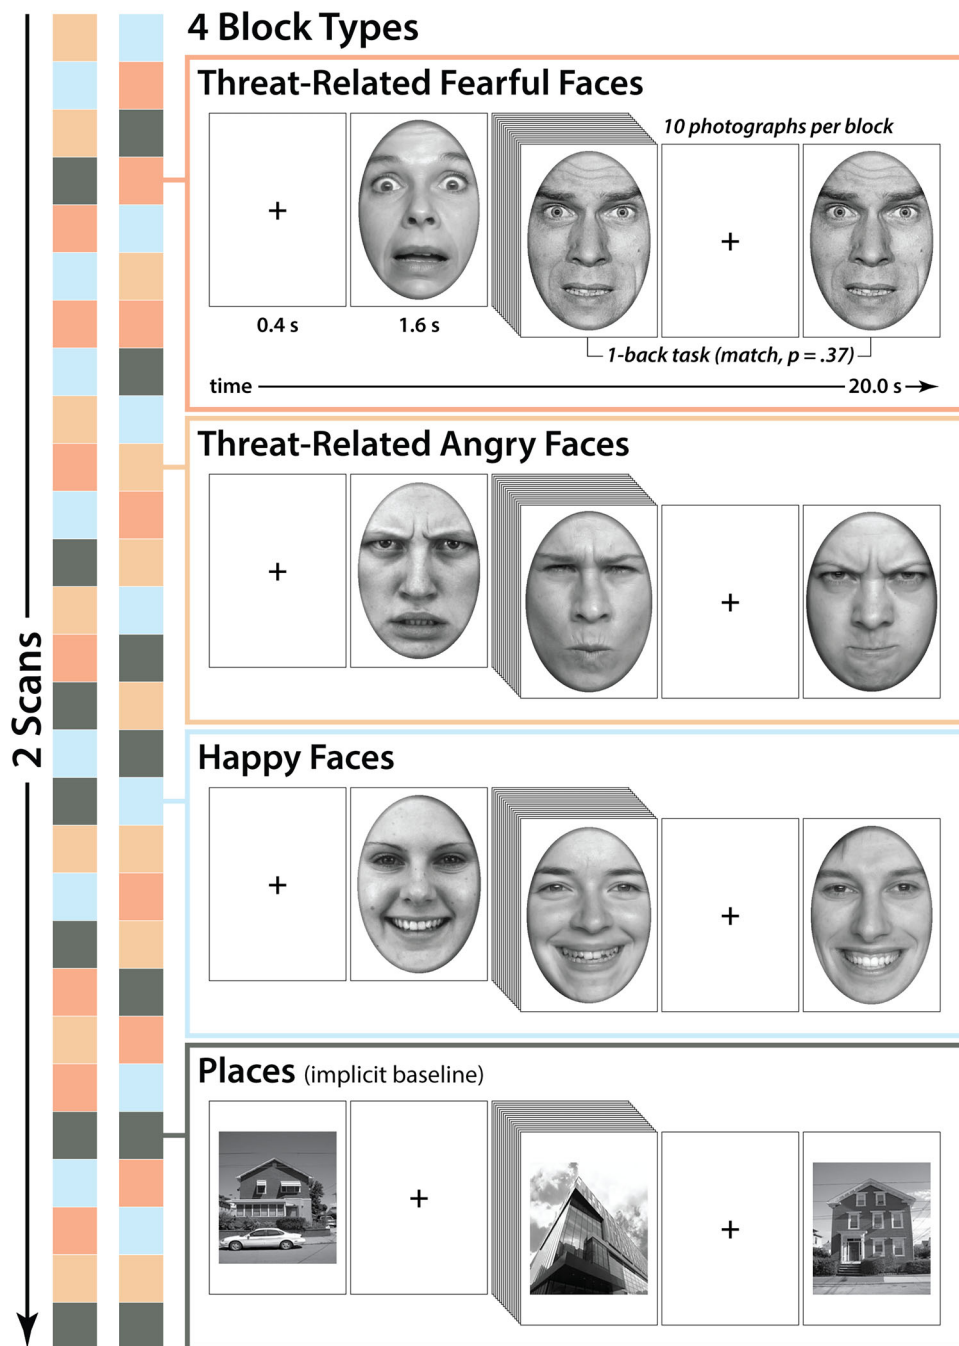 4 Block Types
2 Scans
Threat-Related Fearful Faces
10 photographs per block
+
+
0.4 s
1.6 s
1-back task (match, p = .37)
time
20.0 s
Threat-Related Angry Faces
+
+
Happy Faces
+
+
Places (implicit baseline)
+
+